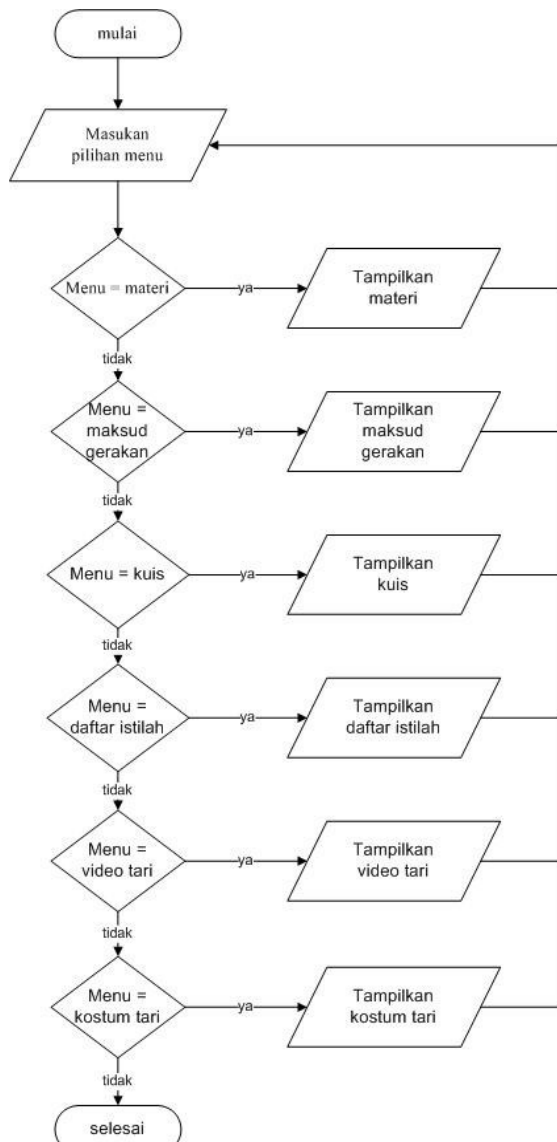 mulai
Masukan
pilihan menu
Menu = materi
ya
Tampilkan
materi
tidak
Menu =
maksud
gerakan
ya
Tampilkan
maksud
gerakan
tidak
Menu = kuis
ya
Tampilkan
kuis
tidak
Menu =
daftar istilah
ya
Tampilkan
daftar istilah
tidak
Menu =
video tari
ya
Tampilkan
video tari
tidak
Menu =
kostum tari
ya
Tampilkan
kostum tari
tidak
selesai